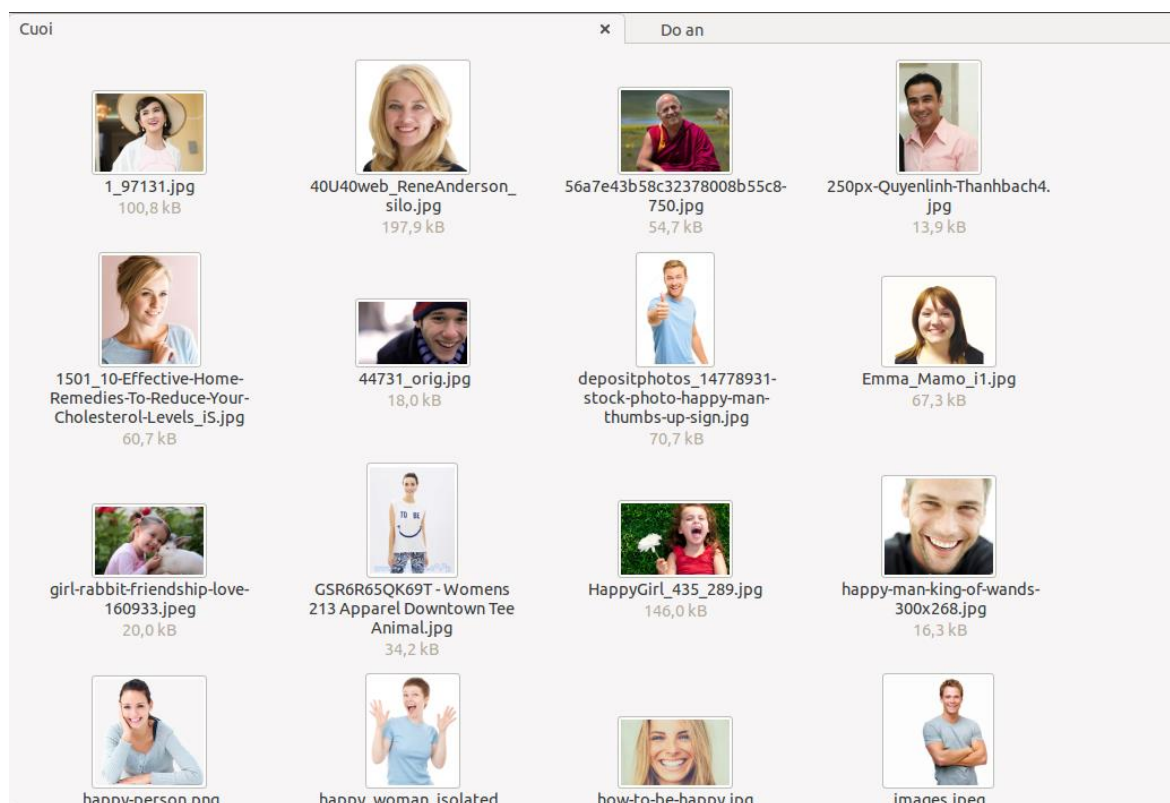 Cuoi × Do an
1_97131.jpg
100,8 kB
40U40web_ReneAnderson_
silo.jpg
197,9 kB
56a7e43b58c32378008b55c8-
750.jpg
54,7 kB
250px-Quyenlinh-Thanhbach4.
jpg
13,9 kB
1501_10-Effective-Home-
Remedies-To-Reduce-Your-
Cholesterol-Levels_iS.jpg
60,7 kB
44731_orig.jpg
18,0 kB
depositphotos_14778931-
stock-photo-happy-man-
thumbs-up-sign.jpg
70,7 kB
Emma_Mamo_i1.jpg
67,3 kB
girl-rabbit-friendship-love-
160933.jpeg
20,0 kB
TO BE
GSR6R65QK69T - Womens
213 Apparel Downtown Tee
Animal.jpg
34,2 kB
HappyGirl_435_289.jpg
146,0 kB
happy-man-king-of-wands-
300x268.jpg
16,3 kB
happy-person.png
happy_woman_isolated_
how-to-be-happy.jpg
images.jpeg